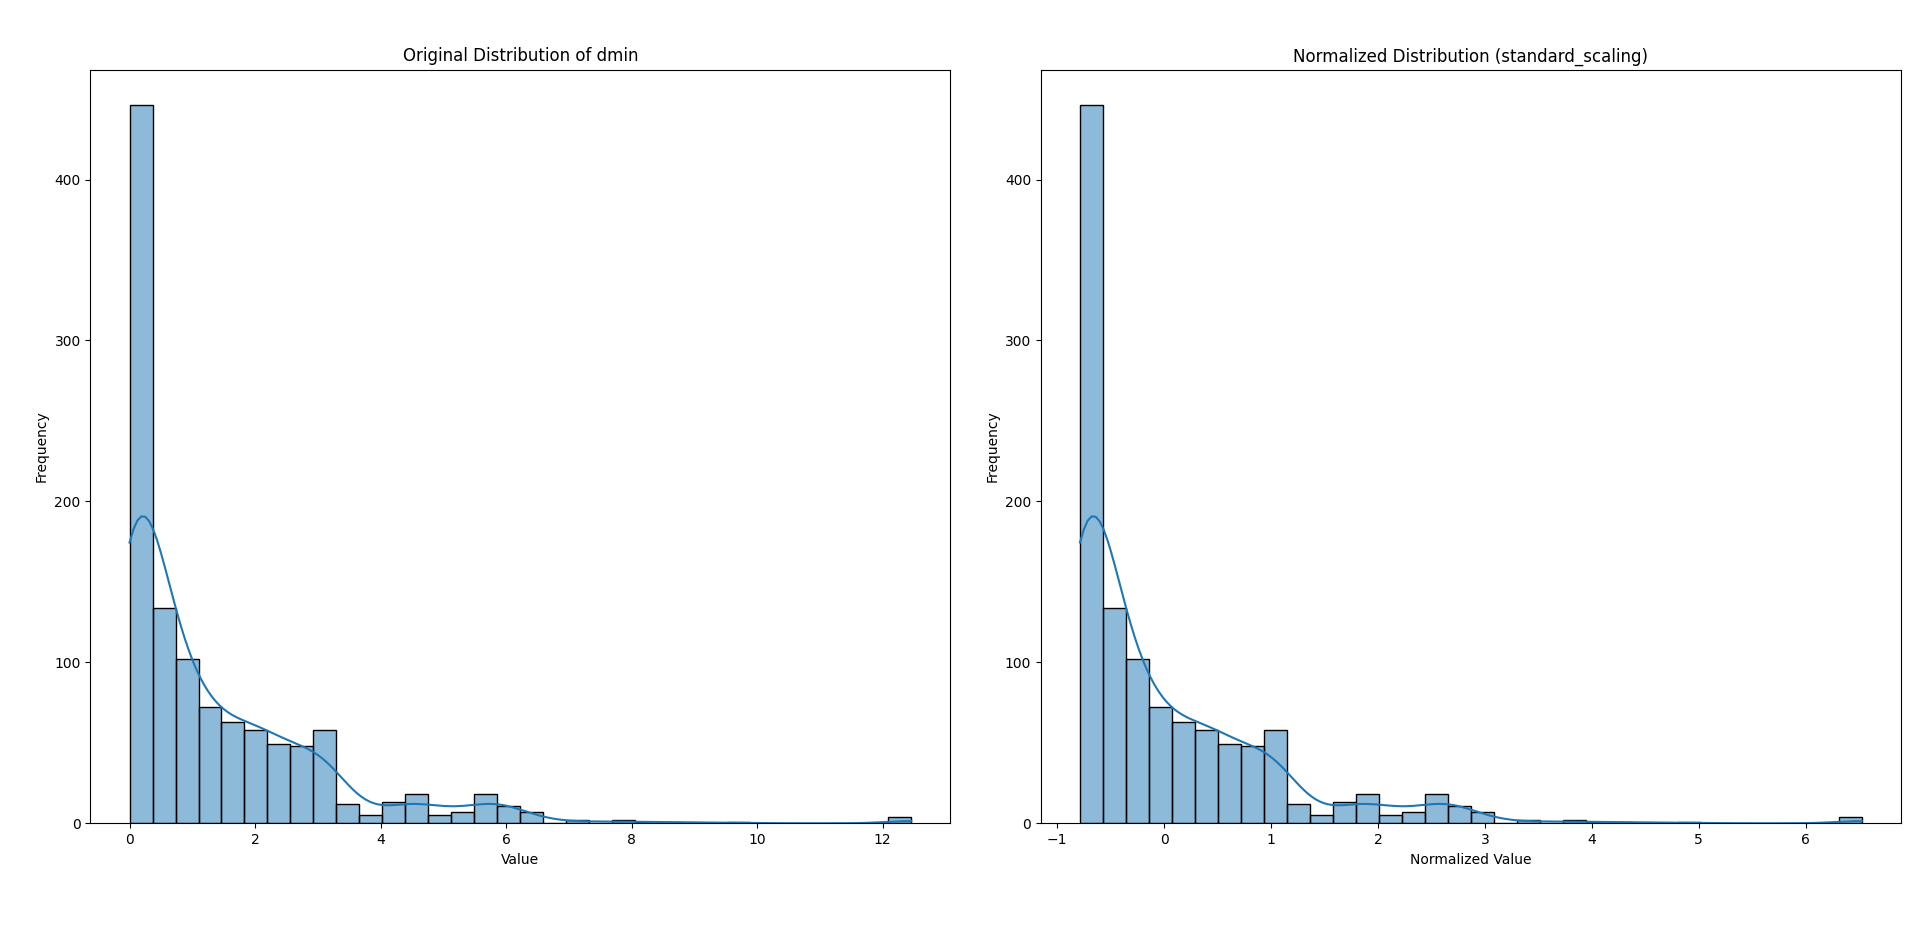 Original Distribution of dmin
Frequency
400
300
200
100
0
0 2 4 6 8 10 12
Value
Normalized Distribution (standard_scaling)
Frequency
400
300
200
100
0
−1 0 1 2 3 4 5 6
Normalized Value